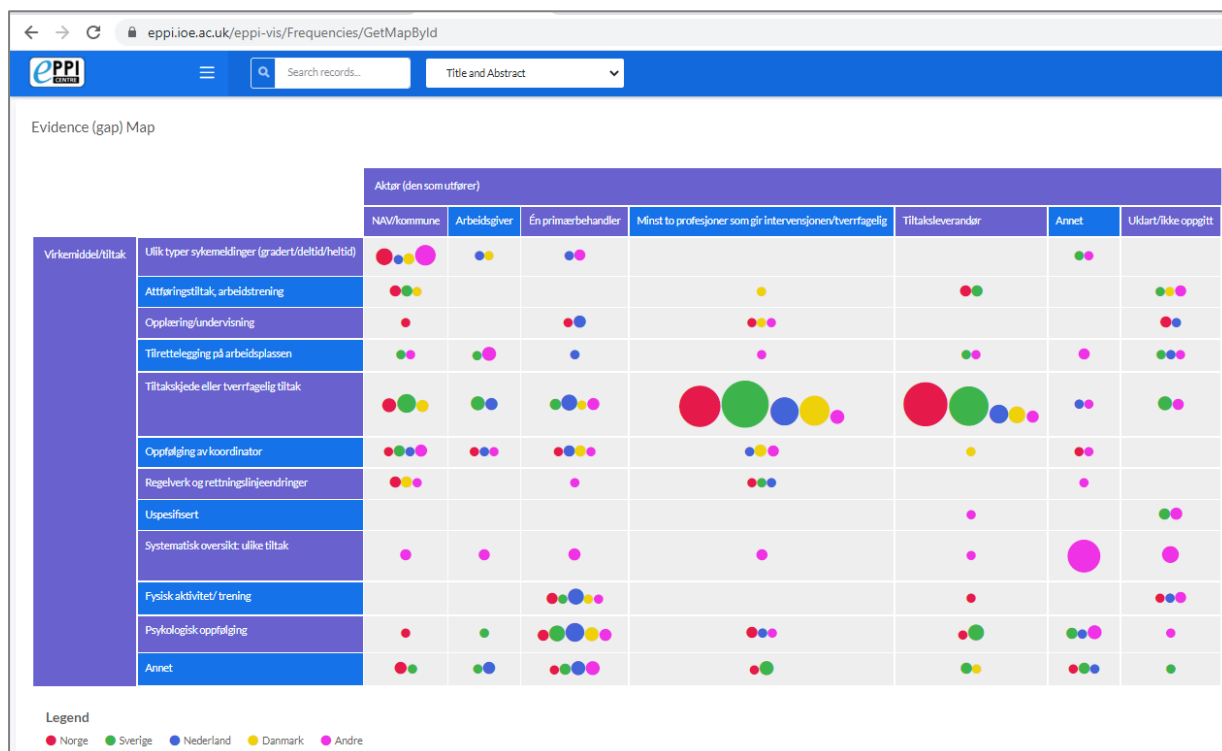 eppi.ioe.ac.uk/eppi-vis/Frequencies/GetMapById
ePPI
CENTRE
Search records...
Title and Abstract
Evidence (gap) Map
Aktør (den som utfører)
NAV/kommune
Arbeidsgiver
Én primærbehandler
Minst to profesjoner som gir intervensjonen/tverrfagelig
Tiltaksleverandør
Annet
Uklart/ikke oppgitt
Virkemiddel/tiltak
Ulik typer sykemeldinger (gradert/deltid/heltid)
Attføringstiltak, arbeidstrening
Opplæring/undervisning
Tilrettelegging på arbeidsplassen
Tiltakskjede eller tverrfagelig tiltak
Oppfølging av koordinator
Regelverk og rettningslinjeendringer
Uspesifisert
Systematisk oversikt: ulike tiltak
Fysisk aktivitet/ trening
Psykologisk oppfølging
Annet
Legend
Norge Sverige Nederland Danmark Andre